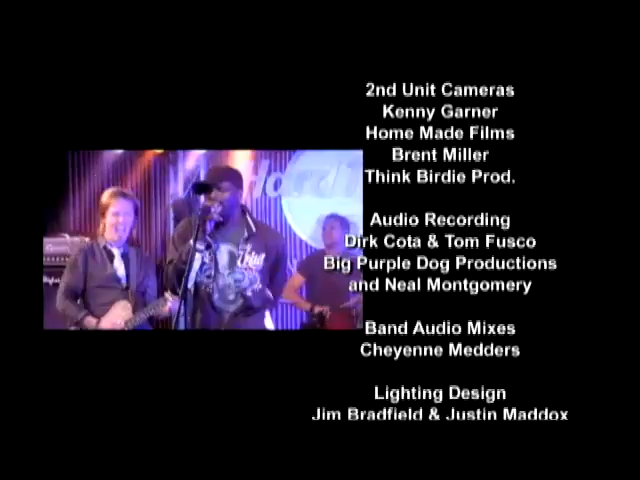 2nd Unit Cameras
Kenny Garner
Home Made Films
Brent Miller
Think Birdie Prod.
Audio Recording
Dirk Cota & Tom Fusco
Big Purple Dog Productions
and Neal Montgomery
Band Audio Mixes
Cheyenne Medders
Lighting Design
Jim Bradfield & Justin Maddox